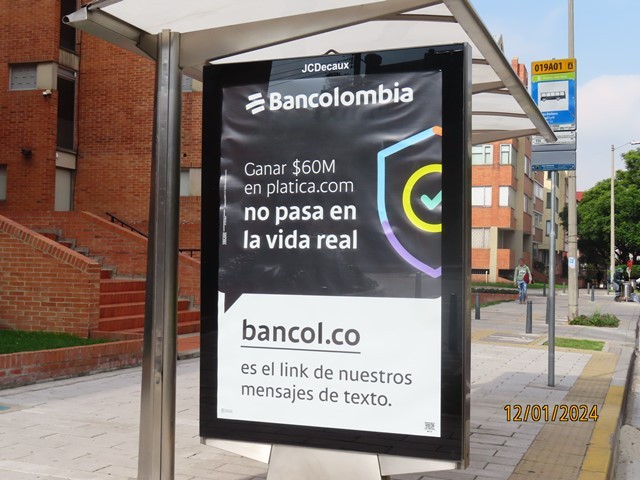 JCDecaux
Bancolombia
Ganar $60M
en platica.com
no pasa en
la vida real
bancol.co
es el link de nuestros
mensajes de texto.
019A01
12/01/2024